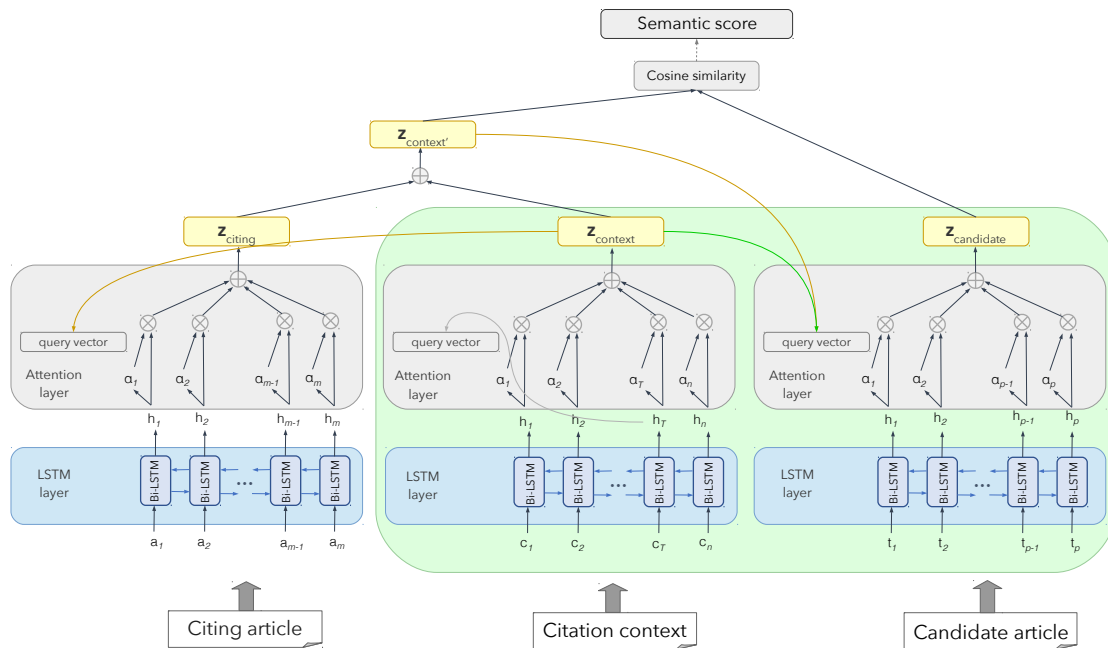 Semantic score
Cosine similarity
z context'
z citing
z context
z candidate
query vector
Attention layer
α1 α2 αm-1 αm
query vector
Attention layer
α1 α2 αT αn
query vector
Attention layer
α1 α2 αp-1 αp
h1 h2 hm-1 hm
h1 h2 hT hn
h1 h2 hp-1 hp
LSTM layer
Bi-LSTM Bi-LSTM ... Bi-LSTM Bi-LSTM
LSTM layer
Bi-LSTM Bi-LSTM ... Bi-LSTM Bi-LSTM
LSTM layer
Bi-LSTM Bi-LSTM ... Bi-LSTM Bi-LSTM
a1 a2 am-1 am
c1 c2 cT cn
t1 t2 tp-1 tp
Citing article
Citation context
Candidate article